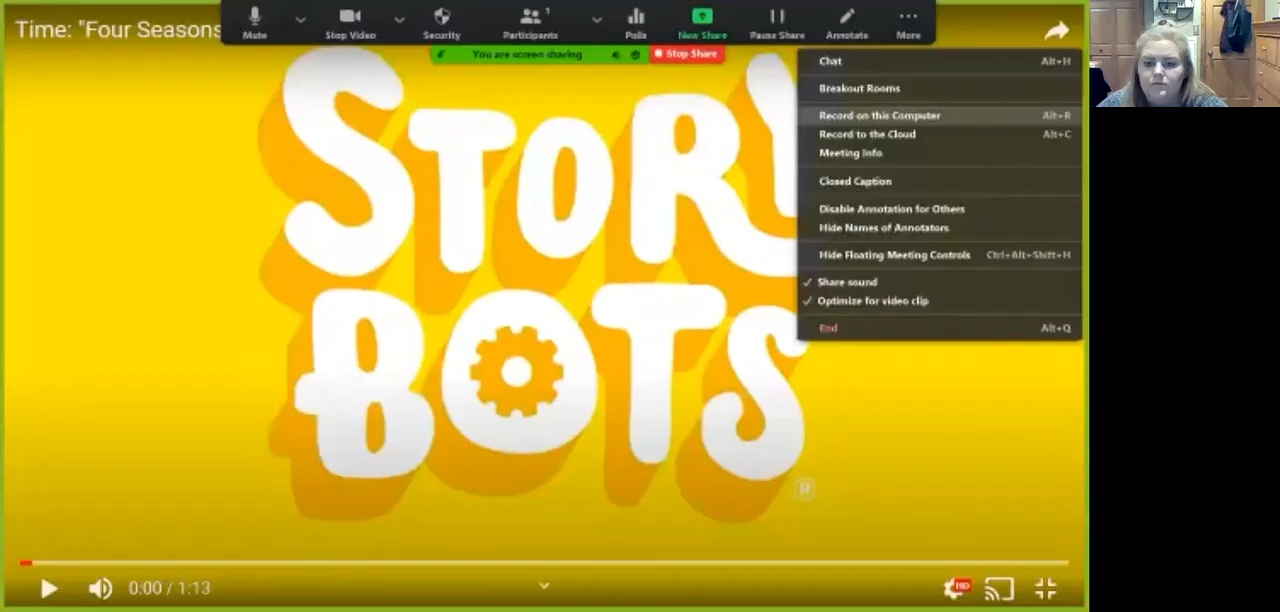 Time: "Four Seasons
1
Mute
Stop Video
Security
Participants
Polls
New Share
Pause Share
Annotate
More
You are screen sharing
Stop Share
Chat Alt+H
Breakout Rooms
Record on this Computer Alt+R
Record to the Cloud Alt+C
Meeting Info
Closed Caption
Disable Annotation for Others
Hide Names of Annotators
Hide Floating Meeting Controls Ctrl+Alt+Shift+H
Share sound
Optimize for video clip
End Alt+Q
STORY
BOTS
®
0:00 / 1:13
HD